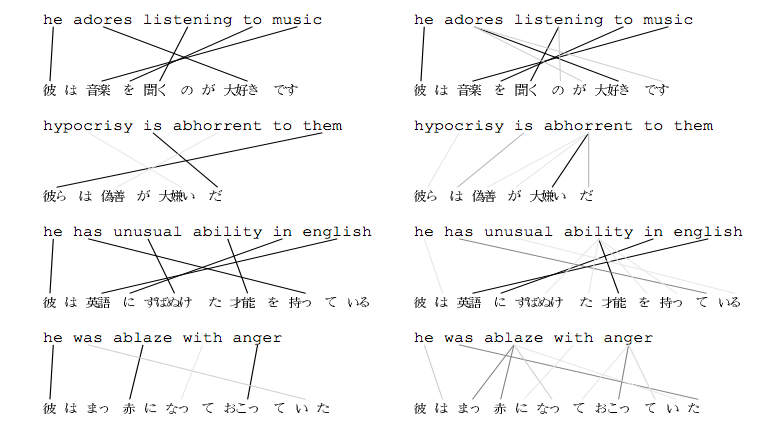 he adores listening to music
he adores listening to music
彼 は 音楽 を 聞く の が 大好き です
彼 は 音楽 を 聞く の が 大好き です
hypocrisy is abhorrent to them
hypocrisy is abhorrent to them
彼ら は 偽善 が 大嫌い だ
彼ら は 偽善 が 大嫌い だ
he has unusual ability in english
he has unusual ability in english
彼 は 英語 に ずばぬけ た 才能 を 持っ て いる
彼 は 英語 に ずばぬけ た 才能 を 持っ て いる
he was ablaze with anger
he was ablaze with anger
彼 は まっ 赤 に なっ て おこっ て い た
彼 は まっ 赤 に なっ て おこっ て い た